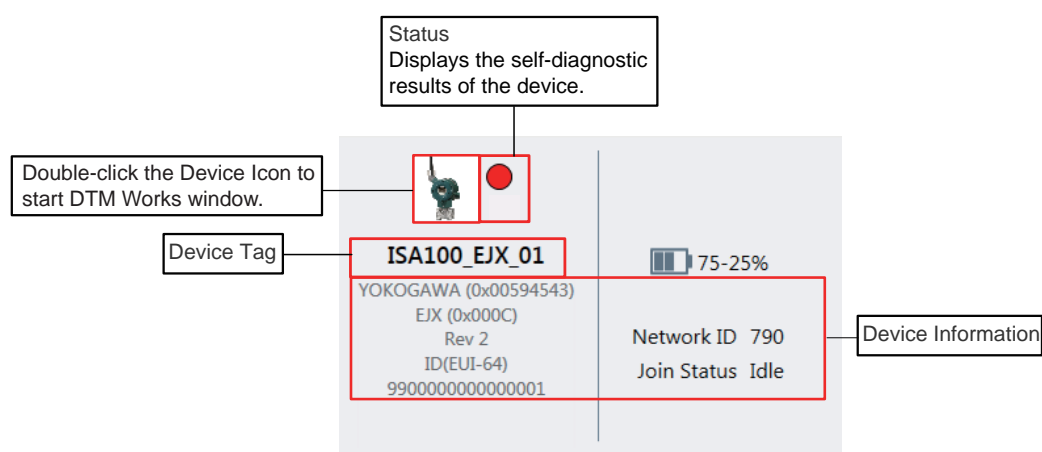 Status
Displays the self-diagnostic
results of the device.
Double-click the Device Icon to
start DTM Works window.
Device Tag
ISA100_EJX_01
75-25%
YOKOGAWA (0x00594543)
EJX (0x000C)
Rev 2
ID(EUI-64)
9900000000000001
Network ID 790
Join Status Idle
Device Information